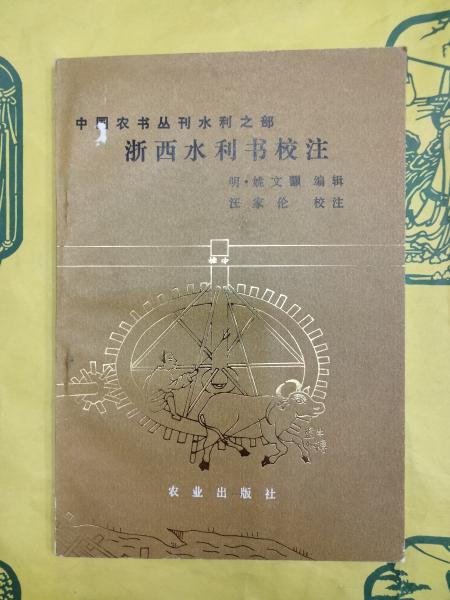 中国农书丛刊水利之部
浙西水利书校注
明·姚文灏 编辑
汪家伦 校注
农业出版社